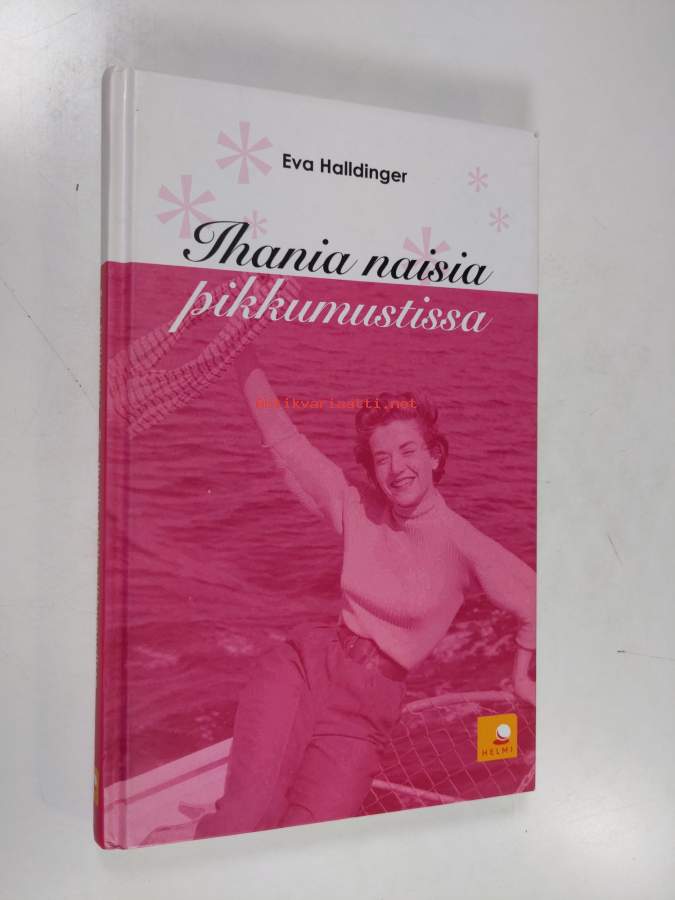 Eva Halldinger
Ihania naisia
pikkumustissa
antikvariaatti.net
HELMI